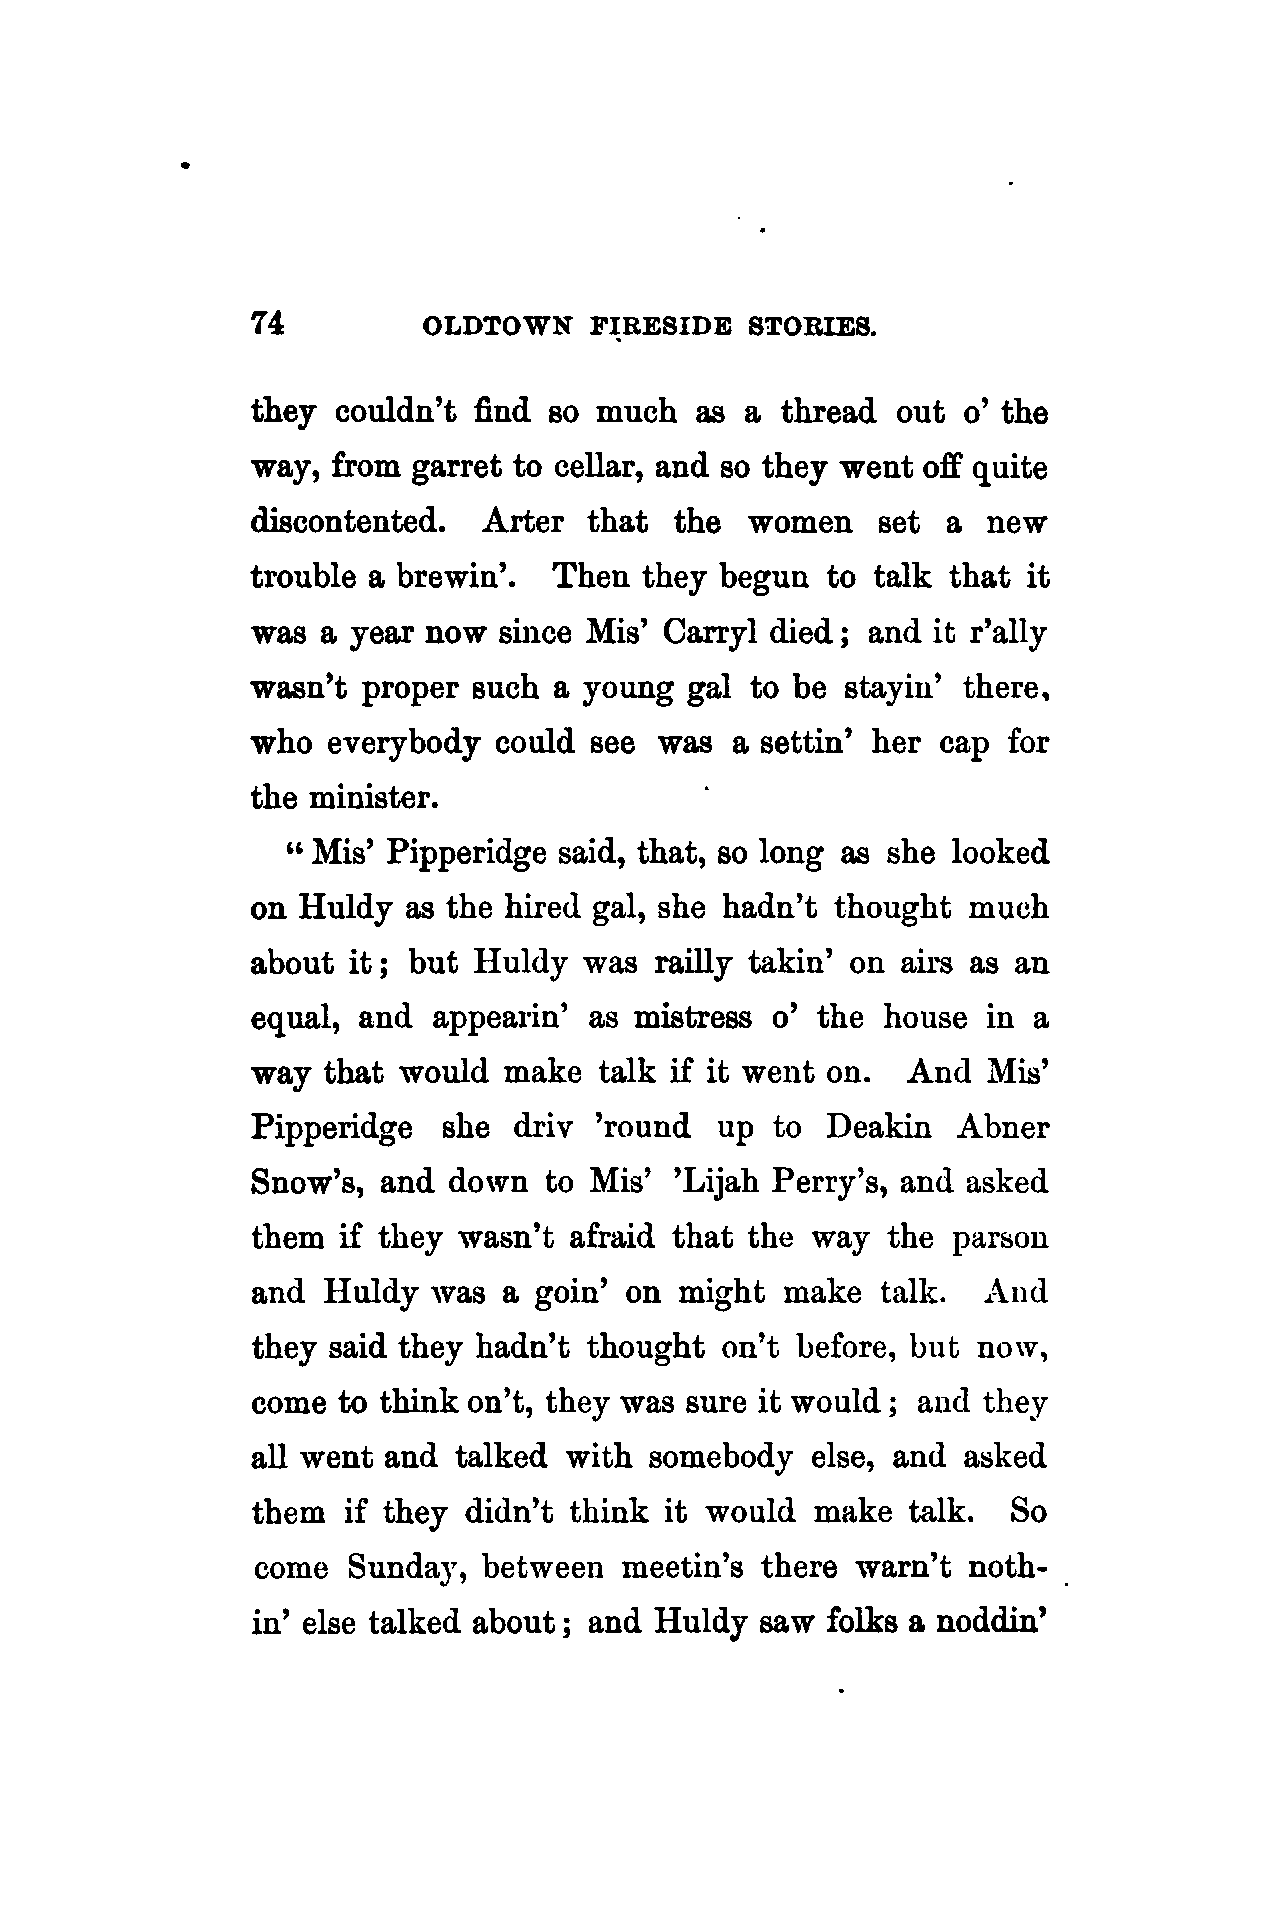 74 OLDTOWN FIRESIDE STORIES.
they couldn't find so much as a thread out o' the
way, from garret to cellar, and so they went off quite
discontented. Arter that the women set a new
trouble a brewin'. Then they begun to talk that it
was a year now since Mis' Carryl died; and it r'ally
wasn't proper such a young gal to be stayin' there,
who everybody could see was a settin' her cap for
the minister.
" Mis' Pipperidge said, that, so long as she looked
on Huldy as the hired gal, she hadn't thought much
about it; but Huldy was railly takin' on airs as an
equal, and appearin' as mistress o' the house in a
way that would make talk if it went on. And Mis'
Pipperidge she driv 'round up to Deakin Abner
Snow's, and down to Mis' 'Lijah Perry's, and asked
them if they wasn't afraid that the way the parson
and Huldy was a goin' on might make talk. And
they said they hadn't thought on't before, but now,
come to think on't, they was sure it would; and they
all went and talked with somebody else, and asked
them if they didn't think it would make talk. So
come Sunday, between meetin's there warn't noth-
in' else talked about; and Huldy saw folks a noddin'